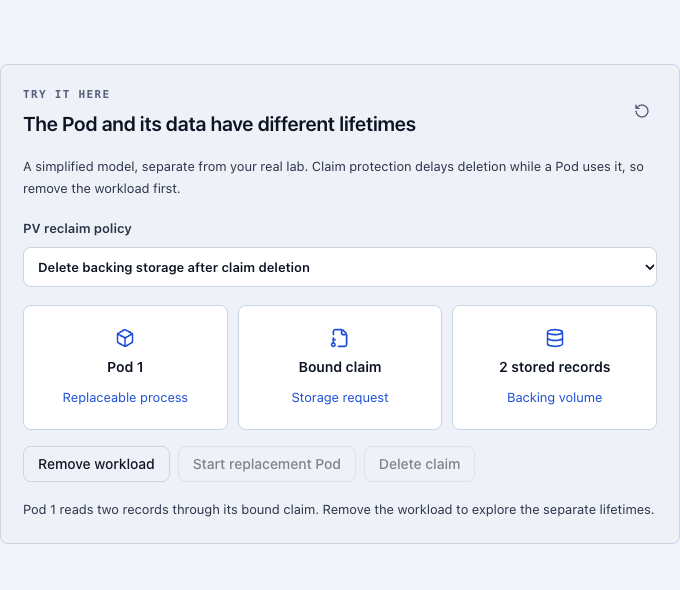 TRY IT HERE
The Pod and its data have different lifetimes
A simplified model, separate from your real lab. Claim protection delays deletion while a Pod uses it, so
remove the workload first.
PV reclaim policy
Delete backing storage after claim deletion
Pod 1
Replaceable process
Bound claim
Storage request
2 stored records
Backing volume
Remove workload
Start replacement Pod
Delete claim
Pod 1 reads two records through its bound claim. Remove the workload to explore the separate lifetimes.